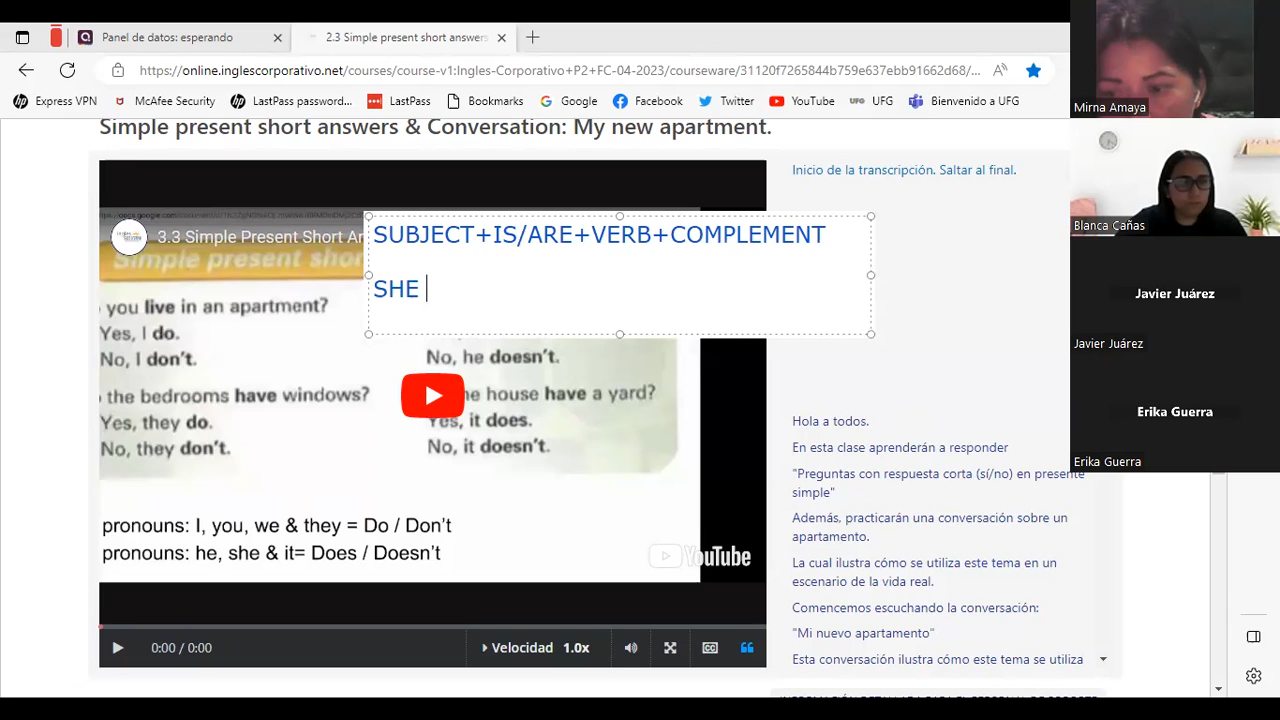 Panel de datos: esperando
2.3 Simple present short answers
https://online.inglescorporativo.net/courses/course-v1:Ingles-Corporativo+P2+FC-04-2023/courseware/31120f7265844b759e637ebb91662d68/...
Express VPN
McAfee Security
LastPass password...
LastPass
Bookmarks
Google
Facebook
Twitter
YouTube
UFG
Bienvenido a UFG
Simple present short answers & Conversation: My new apartment.
3.3 Simple Present Short An
Simple present shor
SUBJECT+IS/ARE+VERB+COMPLEMENT
SHE
you live in an apartment?
Yes, I do.
No, I don't.
the bedrooms have windows?
Yes, they do.
No, they don't.
No, he doesn't.
he house have a yard?
Yes, it does.
No, it doesn't.
pronouns: I, you, we & they = Do / Don't
pronouns: he, she & it= Does / Doesn't
YouTube
0:00 / 0:00
Velocidad 1.0x
Inicio de la transcripción. Saltar al final.
Hola a todos.
En esta clase aprenderán a responder
"Preguntas con respuesta corta (sí/no) en presente
simple"
Además, practicarán una conversación sobre un
apartamento.
La cual ilustra cómo se utiliza este tema en un
escenario de la vida real.
Comencemos escuchando la conversación:
"Mi nuevo apartamento"
Esta conversación ilustra cómo este tema se utiliza
Mirna Amaya
Blanca Cañas
Javier Juárez
Javier Juárez
Erika Guerra
Erika Guerra